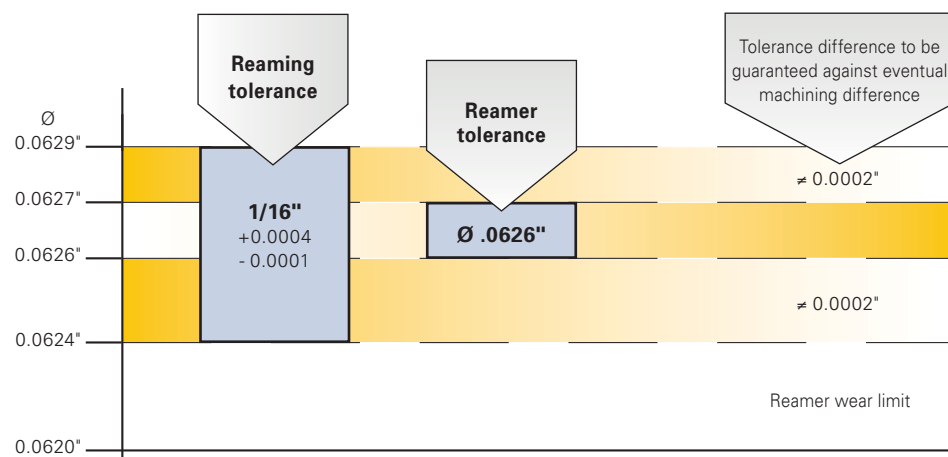 Reaming
tolerance
Reamer
tolerance
Tolerance difference to be
guaranteed against eventual
machining difference
Ø
0.0629"
0.0627"
0.0626"
0.0624"
0.0620"
1/16"
+0.0004
- 0.0001
Ø .0626"
≠ 0.0002"
≠ 0.0002"
Reamer wear limit